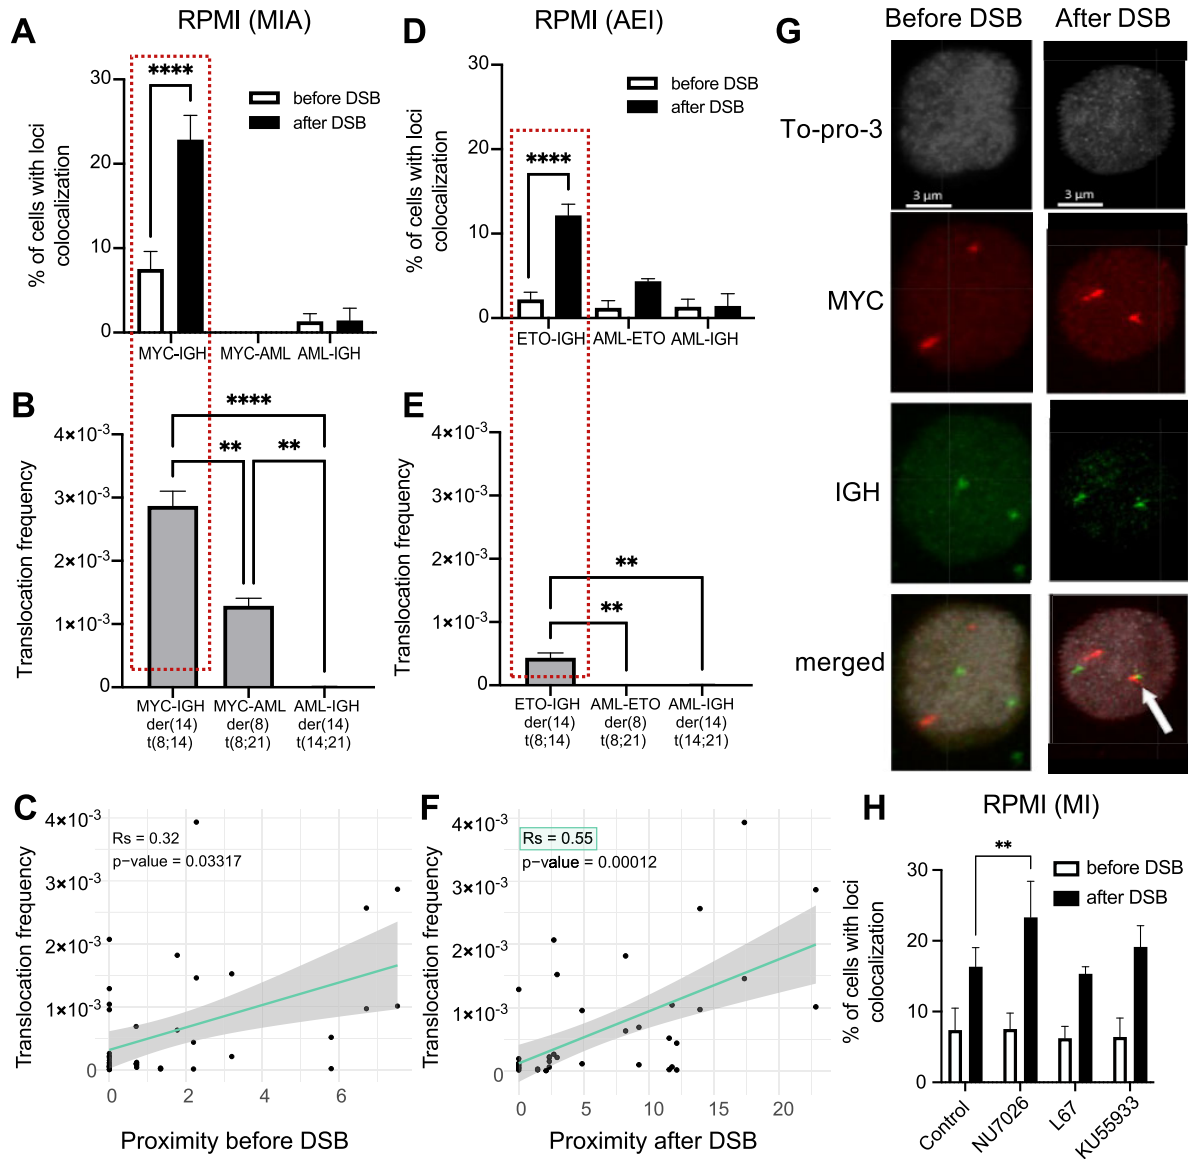 A
RPMI (MIA)
% of cells with loci
colocalization
30
20
10
0
****
before DSB
after DSB
MYC-IGH
MYC-AML
AML-IGH
B
Translocation frequency
4×10⁻³
3×10⁻³
2×10⁻³
1×10⁻³
0
****
**
**
MYC-IGH
der(14)
t(8;14)
MYC-AML
der(8)
t(8;21)
AML-IGH
der(14)
t(14;21)
C
Translocation frequency
4×10⁻³
3×10⁻³
2×10⁻³
1×10⁻³
0
Rs = 0.32
p−value = 0.03317
0
2
4
6
Proximity before DSB
D
RPMI (AEI)
% of cells with loci
colocalization
30
20
10
0
****
before DSB
after DSB
ETO-IGH
AML-ETO
AML-IGH
E
Translocation frequency
4×10⁻³
3×10⁻³
2×10⁻³
1×10⁻³
0
**
**
ETO-IGH
der(14)
t(8;14)
AML-ETO
der(8)
t(8;21)
AML-IGH
der(14)
t(14;21)
F
Translocation frequency
4×10⁻³
3×10⁻³
2×10⁻³
1×10⁻³
0
Rs = 0.55
p−value = 0.00012
0
5
10
15
20
Proximity after DSB
G
Before DSB
After DSB
To-pro-3
3 µm
3 µm
MYC
IGH
merged
H
RPMI (MI)
% of cells with loci
colocalization
30
20
10
0
**
before DSB
after DSB
Control
NU7026
L67
KU55933